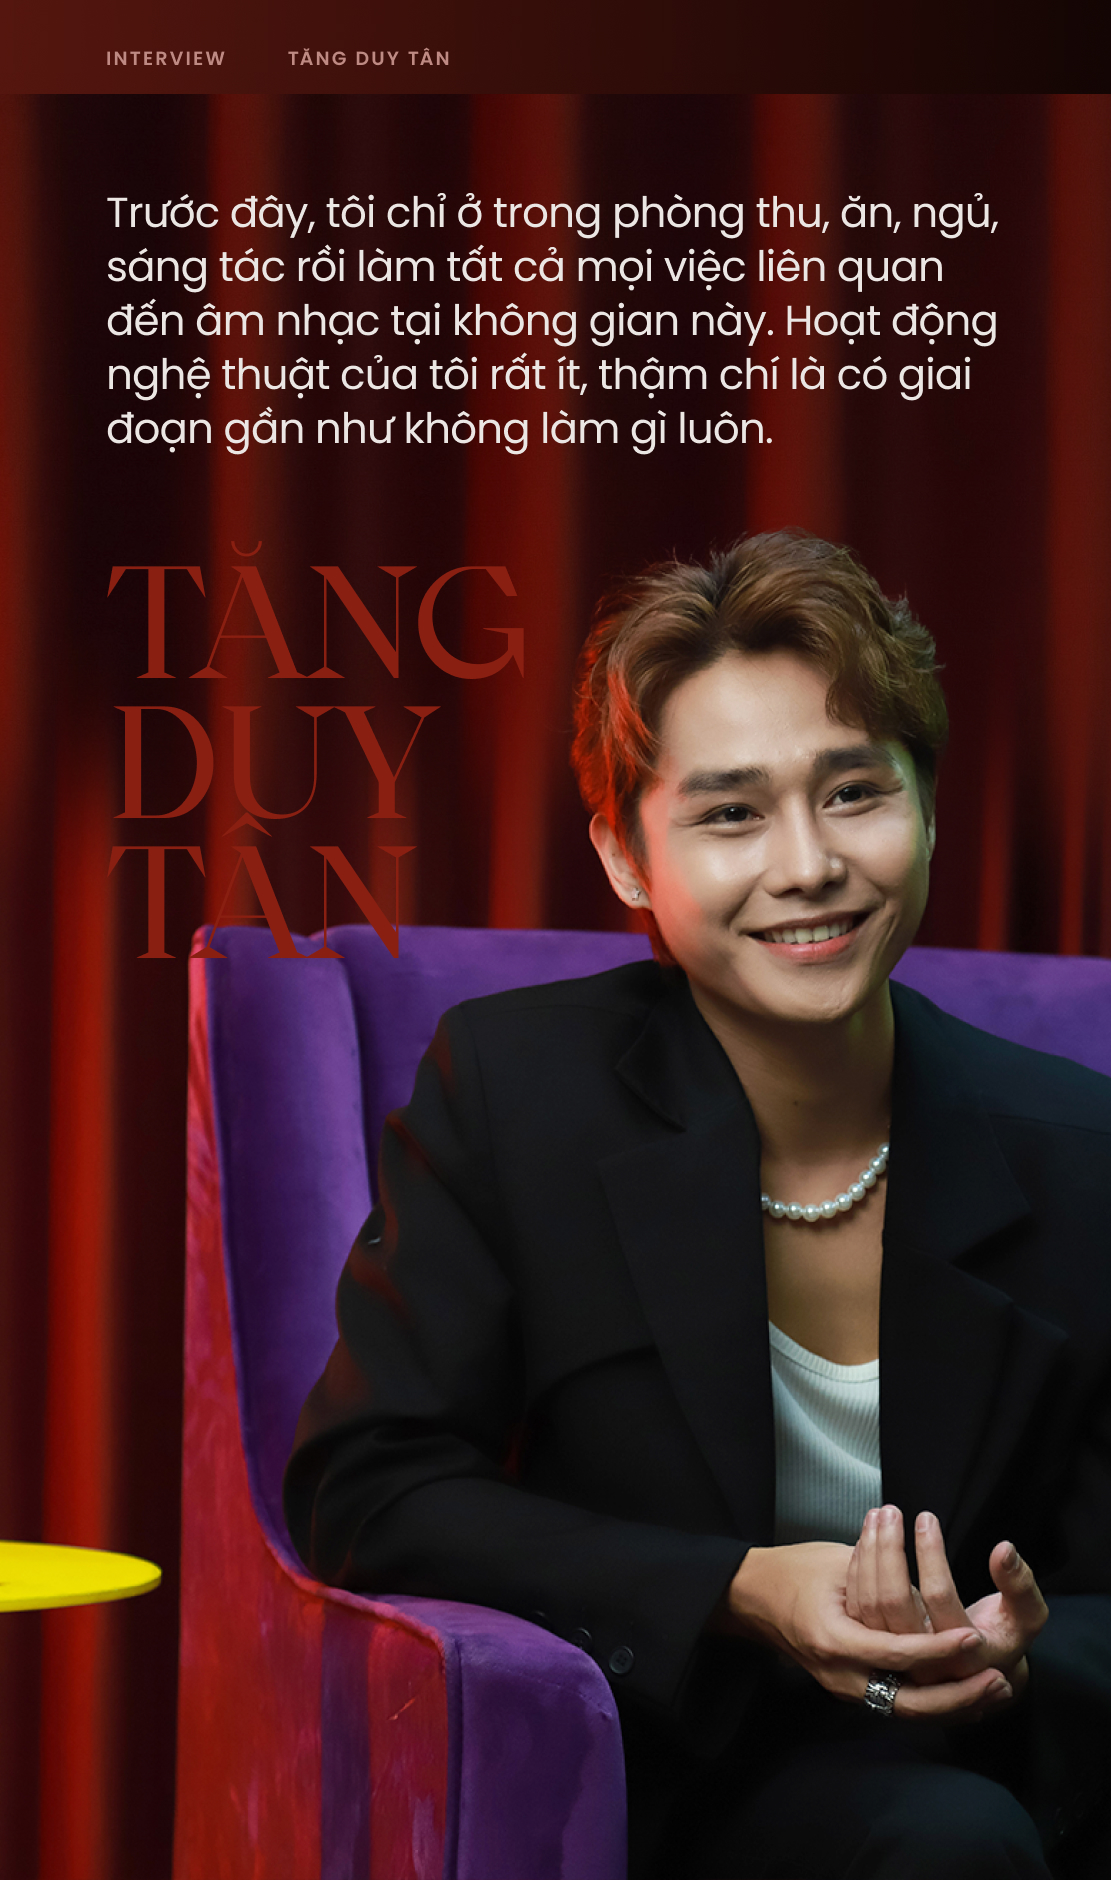 INTERVIEW TĂNG DUY TÂN
Trước đây, tôi chỉ ở trong phòng thu, ăn, ngủ,
sáng tác rồi làm tất cả mọi việc liên quan
đến âm nhạc tại không gian này. Hoạt động
nghệ thuật của tôi rất ít, thậm chí là có giai
đoạn gần như không làm gì luôn.
TĂNG
DUY
TÂN